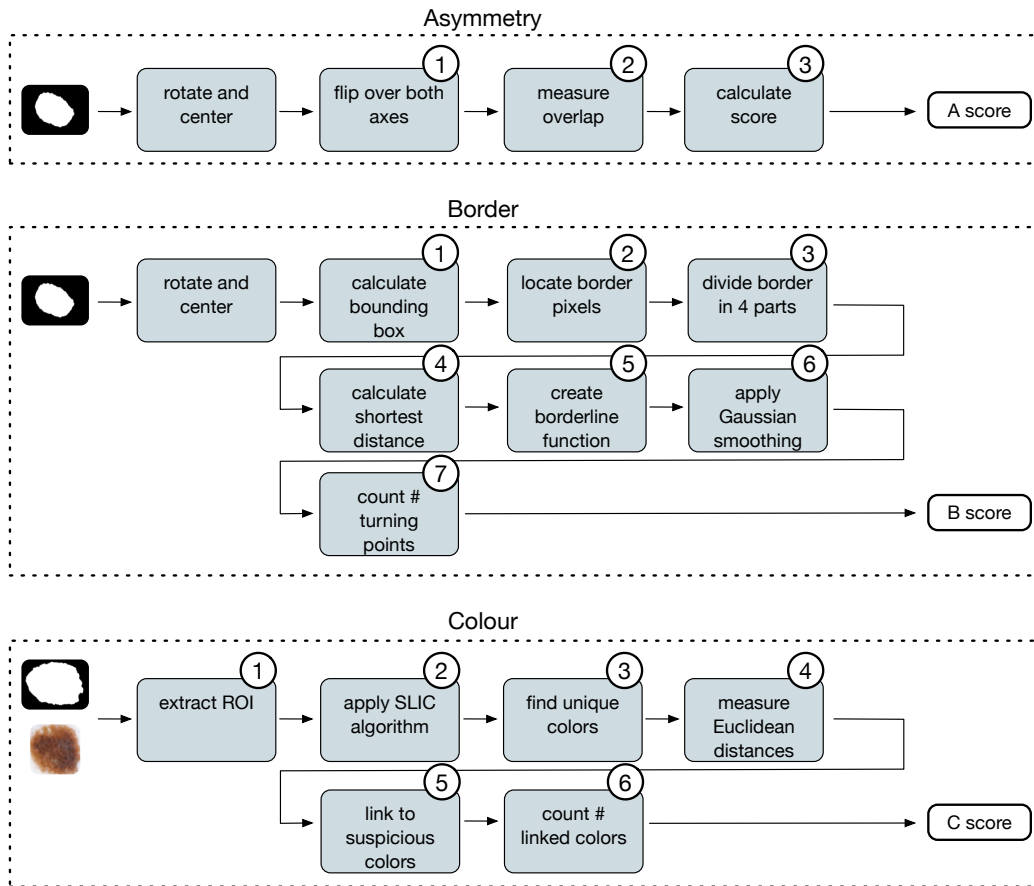 Asymmetry
1
2
3
rotate and
center
flip over both
axes
measure
overlap
calculate
score
A score
Border
1
2
3
rotate and
center
calculate
bounding
box
locate border
pixels
divide border
in 4 parts
4
5
6
calculate
shortest
distance
create
borderline
function
apply
Gaussian
smoothing
7
count #
turning
points
B score
Colour
1
2
3
4
extract ROI
apply SLIC
algorithm
find unique
colors
measure
Euclidean
distances
5
6
link to
suspicious
colors
count #
linked colors
C score